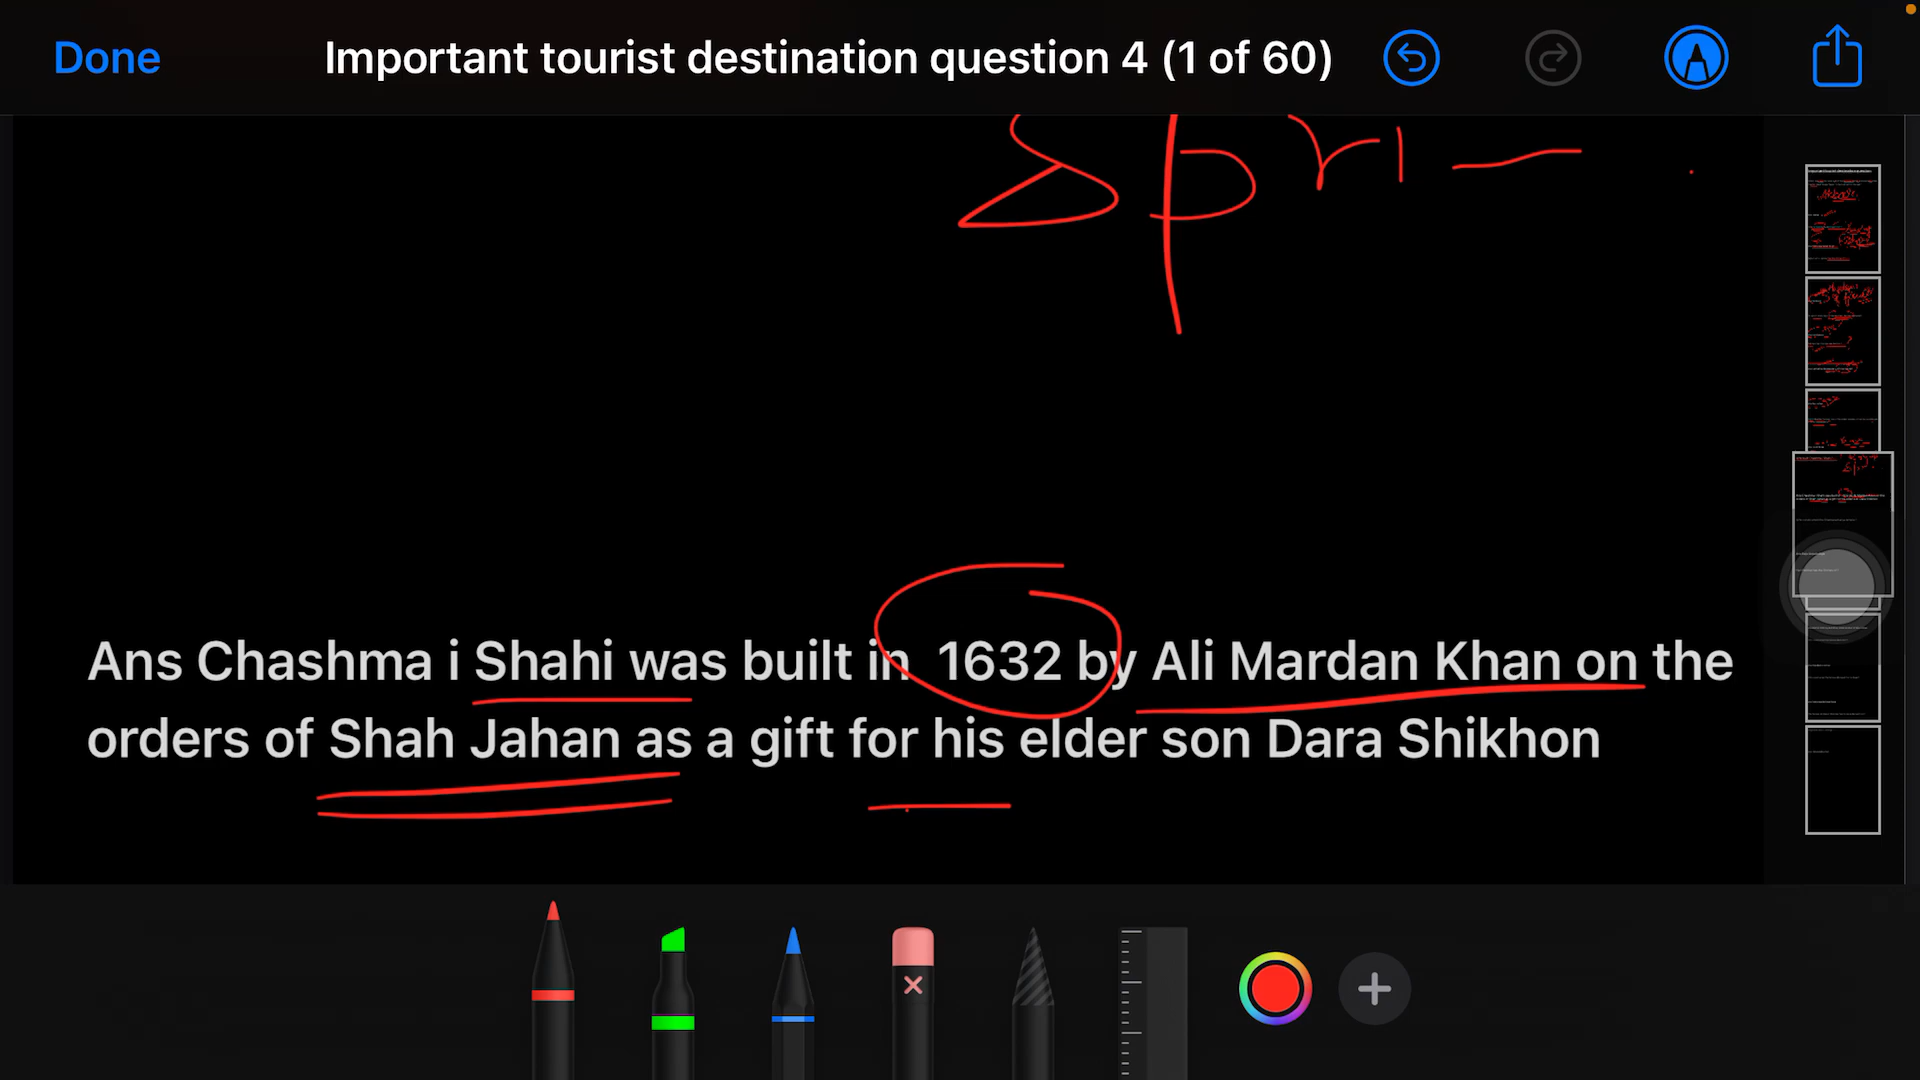 Done
Important tourist destination question 4 (1 of 60)
Spri
Ans Chashma i Shahi was built in 1632 by Ali Mardan Khan on the
orders of Shah Jahan as a gift for his elder son Dara Shikhon